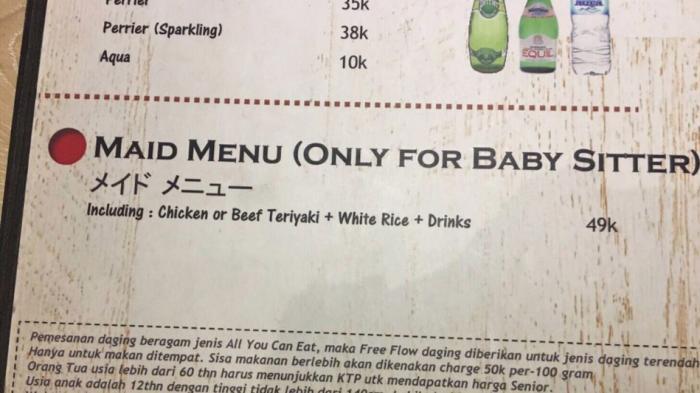 Perrier 35k
Perrier (Sparkling) 38k
Aqua 10k
EQUIL
AQUA
MAID MENU (ONLY FOR BABY SITTER)
メイド メニュー
Including : Chicken or Beef Teriyaki + White Rice + Drinks 49k
Pemesanan daging beragam jenis All You Can Eat, maka Free Flow daging diberikan untuk jenis daging terendah
Hanya untuk makan ditempat. Sisa makanan berlebih akan dikenakan charge 50k per-100 gram
Orang Tua usia lebih dari 60 thn harus menunjukkan KTP utk mendapatkan harga Senior.
Usia anak adalah 12thn dengan tinggi tidak lebih dari